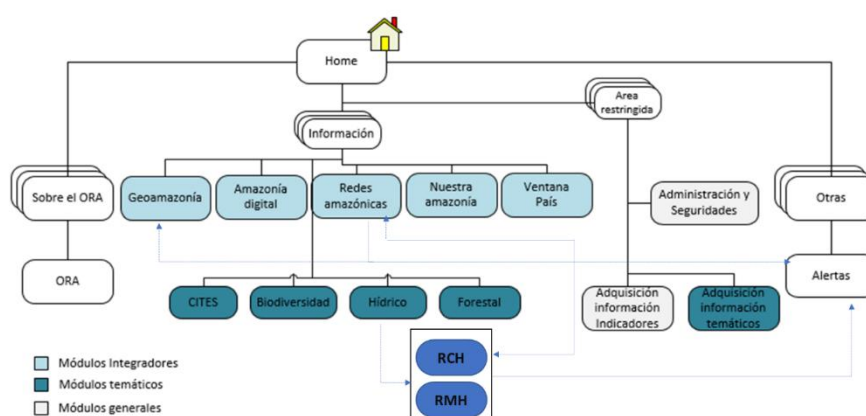 Home
Area
restringida
Información
Sobre el ORA
Geoamazonía
Amazonía
digital
Redes
amazónicas
Nuestra
amazonía
Ventana
País
Administración y
Seguridades
Otras
ORA
CITES
Biodiversidad
Hídrico
Forestal
Adquisición
información
Indicadores
Adquisición
información
temáticos
Alertas
RCH
RMH
Módulos Integradores
Módulos temáticos
Módulos generales